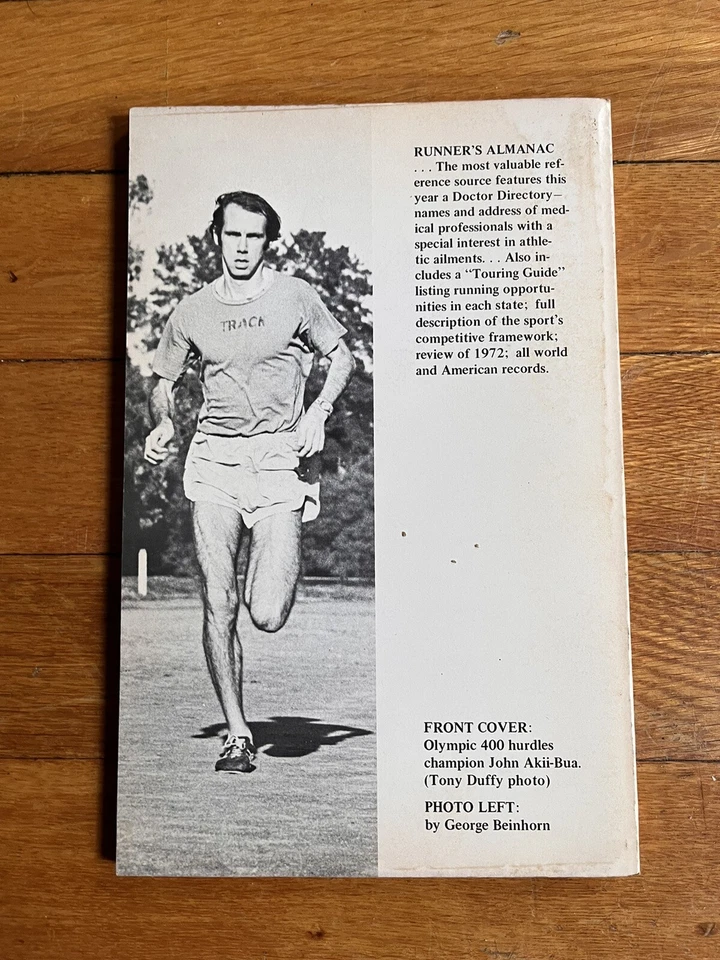 TRACK
RUNNER'S ALMANAC
. . . The most valuable ref-
erence source features this
year a Doctor Directory—
names and address of med-
ical professionals with a
special interest in athle-
tic ailments. . . Also in-
cludes a "Touring Guide"
listing running opportu-
nities in each state; full
description of the sport's
competitive framework;
review of 1972; all world
and American records.
FRONT COVER:
Olympic 400 hurdles
champion John Akii-Bua.
(Tony Duffy photo)
PHOTO LEFT:
by George Beinhorn